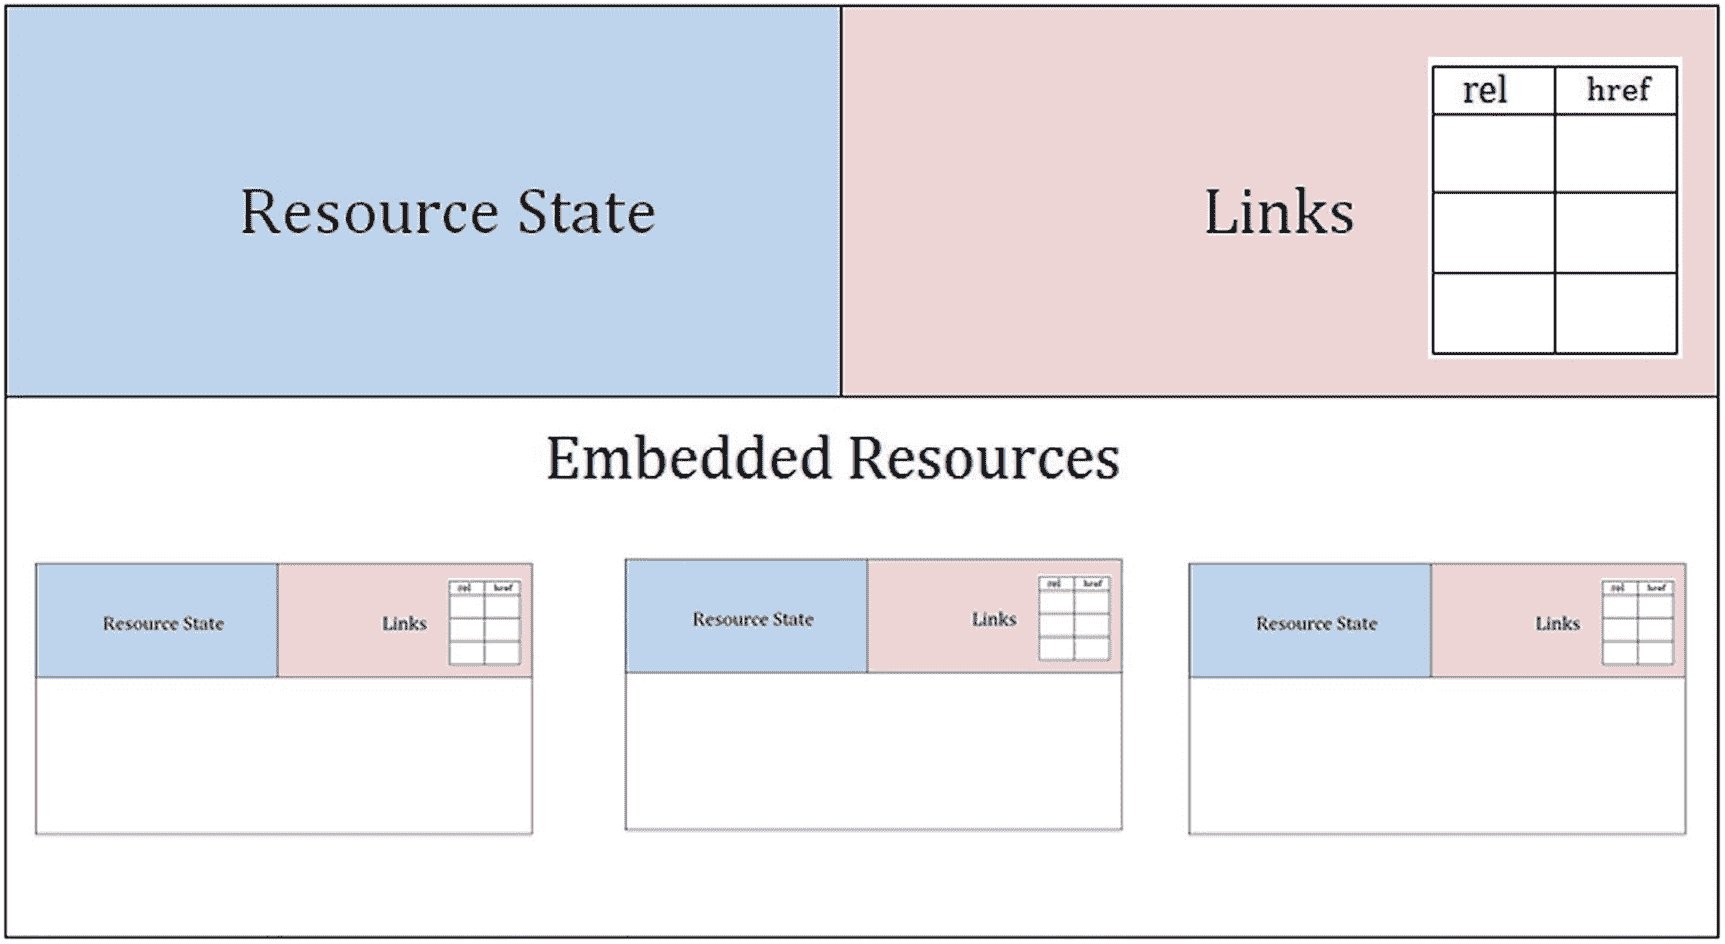 Resource State
Links
rel href
Embedded Resources
Resource State
Links
rel href
Resource State
Links
rel href
Resource State
Links
rel href